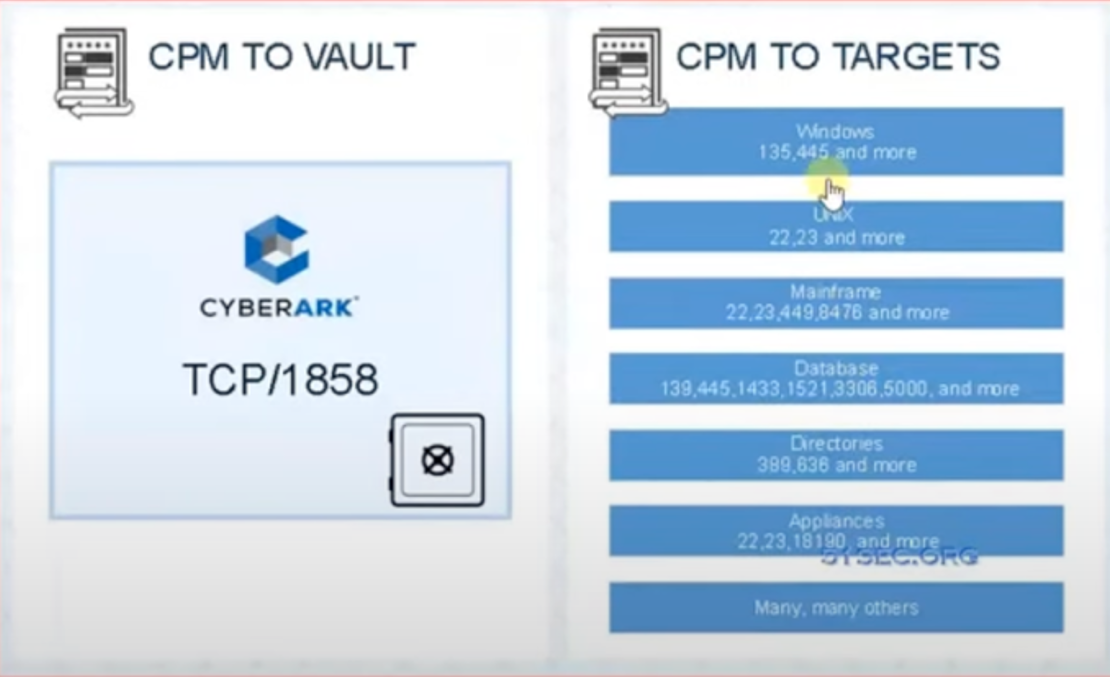 CPM TO VAULT
CYBERARK
TCP/1858
CPM TO TARGETS
Windows
135,445 and more
UNIX
22,23 and more
Mainframe
22,23,449,8476 and more
Database
139,445,1433,1521,3306,5000, and more
Directories
389,636 and more
Appliances
22,23,18190, and more
51SEC.ORG
Many, many others